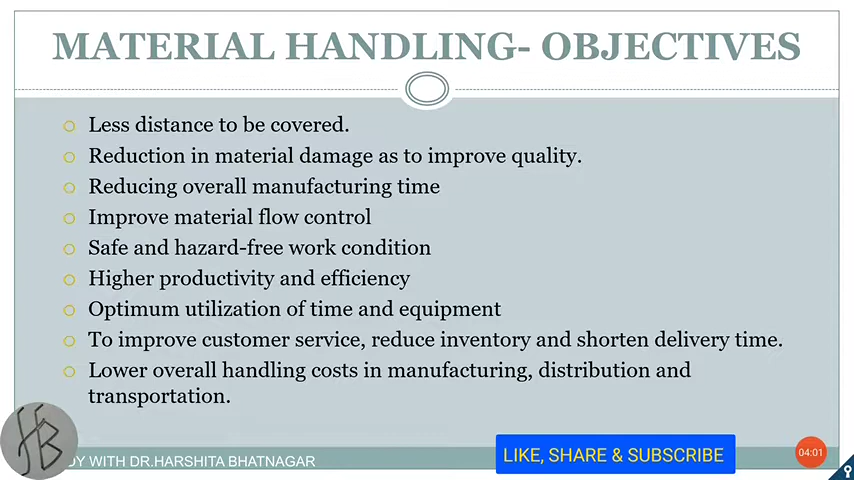 MATERIAL HANDLING- OBJECTIVES
Less distance to be covered.
Reduction in material damage as to improve quality.
Reducing overall manufacturing time
Improve material flow control
Safe and hazard-free work condition
Higher productivity and efficiency
Optimum utilization of time and equipment
To improve customer service, reduce inventory and shorten delivery time.
Lower overall handling costs in manufacturing, distribution and
transportation.
HB
WITH DR.HARSHITA BHATNAGAR
LIKE, SHARE & SUBSCRIBE
04:01